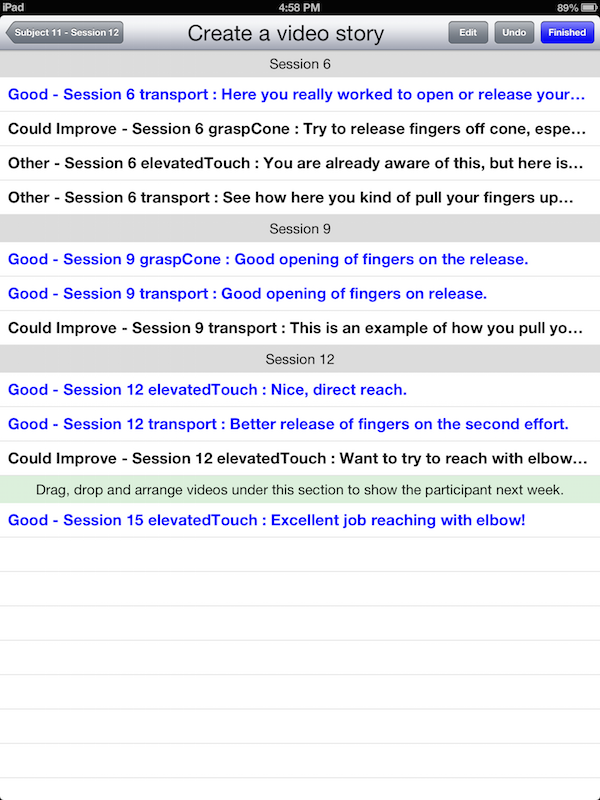 iPad 4:58 PM 89%
Subject 11 - Session 12 Create a video story Edit Undo Finished
Session 6
Good - Session 6 transport : Here you really worked to open or release your…
Could Improve - Session 6 graspCone : Try to release fingers off cone, espe…
Other - Session 6 elevatedTouch : You are already aware of this, but here is…
Other - Session 6 transport : See how here you kind of pull your fingers up…
Session 9
Good - Session 9 graspCone : Good opening of fingers on the release.
Good - Session 9 transport : Good opening of fingers on release.
Could Improve - Session 9 transport : This is an example of how you pull yo…
Session 12
Good - Session 12 elevatedTouch : Nice, direct reach.
Good - Session 12 transport : Better release of fingers on the second effort.
Could Improve - Session 12 elevatedTouch : Want to try to reach with elbow…
Drag, drop and arrange videos under this section to show the participant next week.
Good - Session 15 elevatedTouch : Excellent job reaching with elbow!